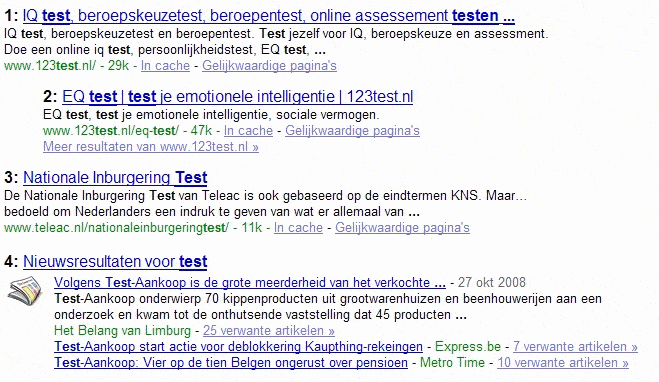 1: IQ test, beroepskeuzetest, beroepentest, online assessement testen ...
IQ test, beroepskeuzetest en beroepentest. Test jezelf voor IQ, beroepskeuze en assessment.
Doe een online iq test, persoonlijkheidstest, EQ test, ...
www.123test.nl/ - 29k - In cache - Gelijkwaardige pagina's
2: EQ test | test je emotionele intelligentie | 123test.nl
EQ test, test je emotionele intelligentie, sociale vermogen.
www.123test.nl/eq-test/ - 47k - In cache - Gelijkwaardige pagina's
Meer resultaten van www.123test.nl »
3: Nationale Inburgering Test
De Nationale Inburgering Test van Teleac is ook gebaseerd op de eindtermen KNS. Maar...
bedoeld om Nederlanders een indruk te geven van wat er allemaal van ...
www.teleac.nl/nationaleinburgeringtest/ - 11k - In cache - Gelijkwaardige pagina's
4: Nieuwsresultaten voor test
Volgens Test-Aankoop is de grote meerderheid van het verkochte ... - 27 okt 2008
Test-Aankoop onderwierp 70 kippenproducten uit grootwarenhuizen en beenhouwerijen aan een
onderzoek en kwam tot de onthutsende vaststelling dat 45 producten ...
Het Belang van Limburg - 25 verwante artikelen »
Test-Aankoop start actie voor deblokkering Kaupthing-rekeningen - Express.be - 7 verwante artikelen »
Test-Aankoop: Vier op de tien Belgen ongerust over pensioen - Metro Time - 10 verwante artikelen »